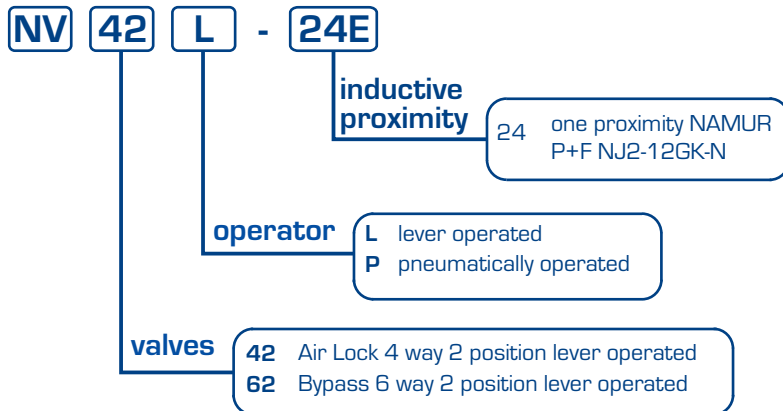 NV 42 L - 24E
inductive
proximity
24 one proximity NAMUR
P+F NJ2-12GK-N
operator
L lever operated
P pneumatically operated
valves
42 Air Lock 4 way 2 position lever operated
62 Bypass 6 way 2 position lever operated